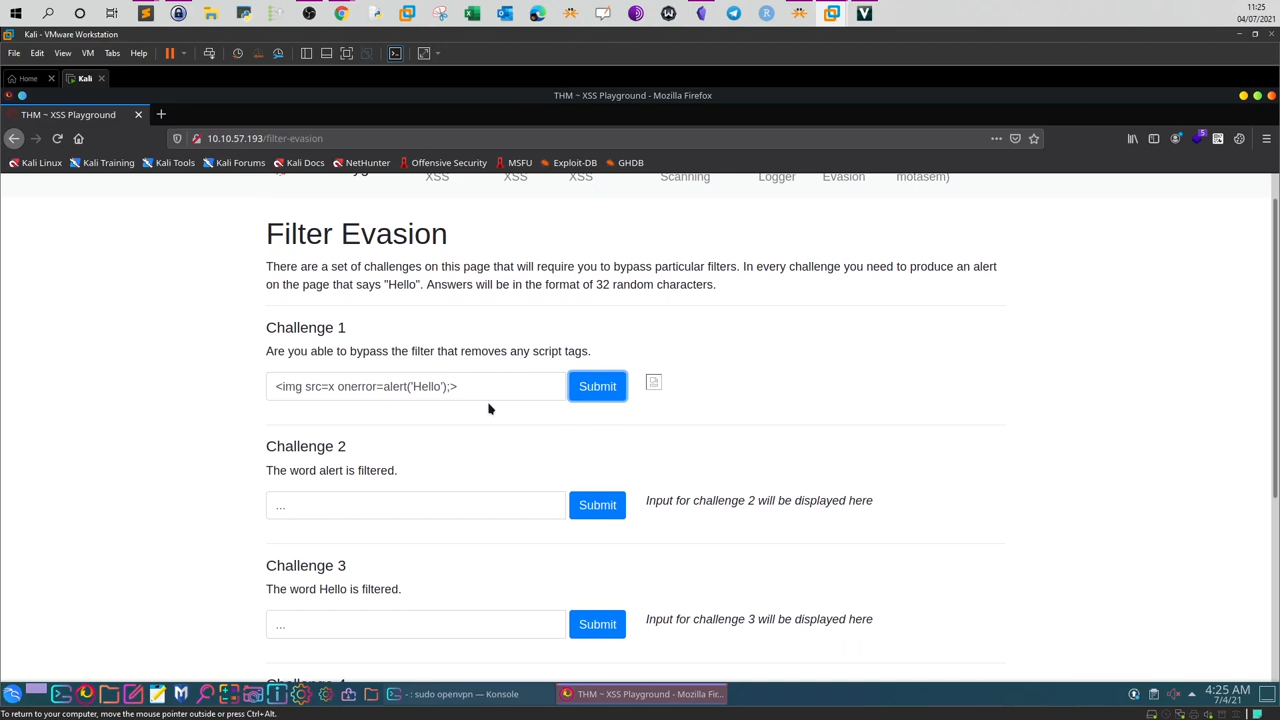 11:25
04/07/2021
Kali - VMware Workstation
File Edit View VM Tabs Help
Home Kali
THM ~ XSS Playground - Mozilla Firefox
THM ~ XSS Playground
10.10.57.193/filter-evasion
5
Kali Linux Kali Training Kali Tools Kali Forums Kali Docs NetHunter Offensive Security MSFU Exploit-DB GHDB
XSS XSS XSS Scanning Logger Evasion motasem)
Filter Evasion
There are a set of challenges on this page that will require you to bypass particular filters. In every challenge you need to produce an alert
on the page that says "Hello". Answers will be in the format of 32 random characters.
Challenge 1
Are you able to bypass the filter that removes any script tags.
<img src=x onerror=alert('Hello');> Submit
Challenge 2
The word alert is filtered.
... Submit Input for challenge 2 will be displayed here
Challenge 3
The word Hello is filtered.
... Submit Input for challenge 3 will be displayed here
- : sudo openvpn — Konsole THM ~ XSS Playground - Mozilla Fir... 4:25 AM
7/4/21
To return to your computer, move the mouse pointer outside or press Ctrl+Alt.